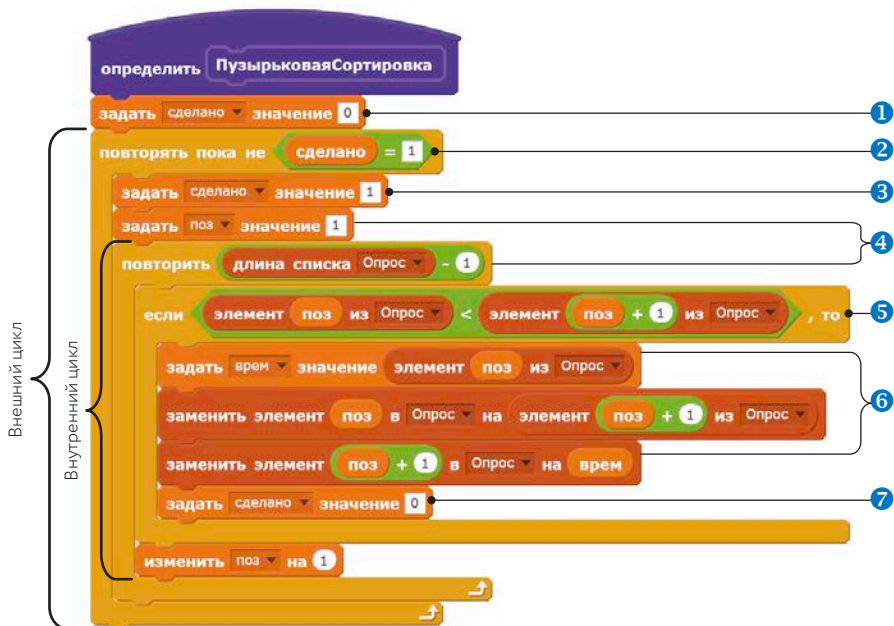 определить ПузырьковаяСортировка
задать сделано значение 0
1
повторять пока не сделано = 1
2
задать сделано значение 1
3
задать поз значение 1
4
повторить длина списка Опрос - 1
если элемент поз из Опрос < элемент поз + 1 из Опрос , то
5
задать врем значение элемент поз из Опрос
заменить элемент поз в Опрос на элемент поз + 1 из Опрос
6
заменить элемент поз + 1 в Опрос на врем
задать сделано значение 0
7
изменить поз на 1
Внешний цикл
Внутренний цикл